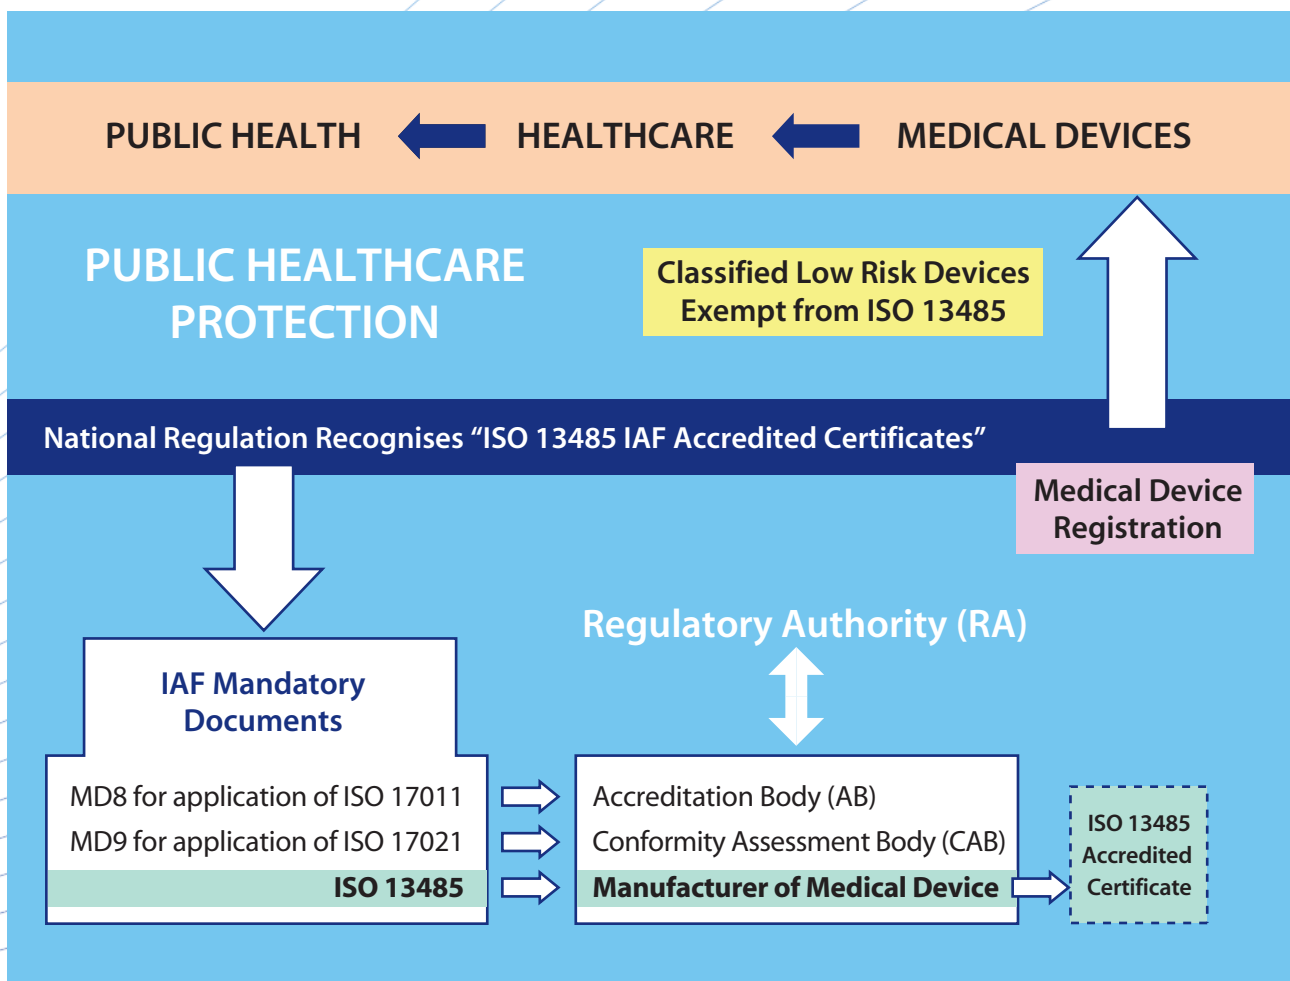 PUBLIC HEALTH HEALTHCARE MEDICAL DEVICES
PUBLIC HEALTHCARE
PROTECTION
Classified Low Risk Devices
Exempt from ISO 13485
National Regulation Recognises “ISO 13485 IAF Accredited Certificates”
Medical Device
Registration
Regulatory Authority (RA)
IAF Mandatory
Documents
MD8 for application of ISO 17011
MD9 for application of ISO 17021
ISO 13485
Accreditation Body (AB)
Conformity Assessment Body (CAB)
Manufacturer of Medical Device
ISO 13485
Accredited
Certificate